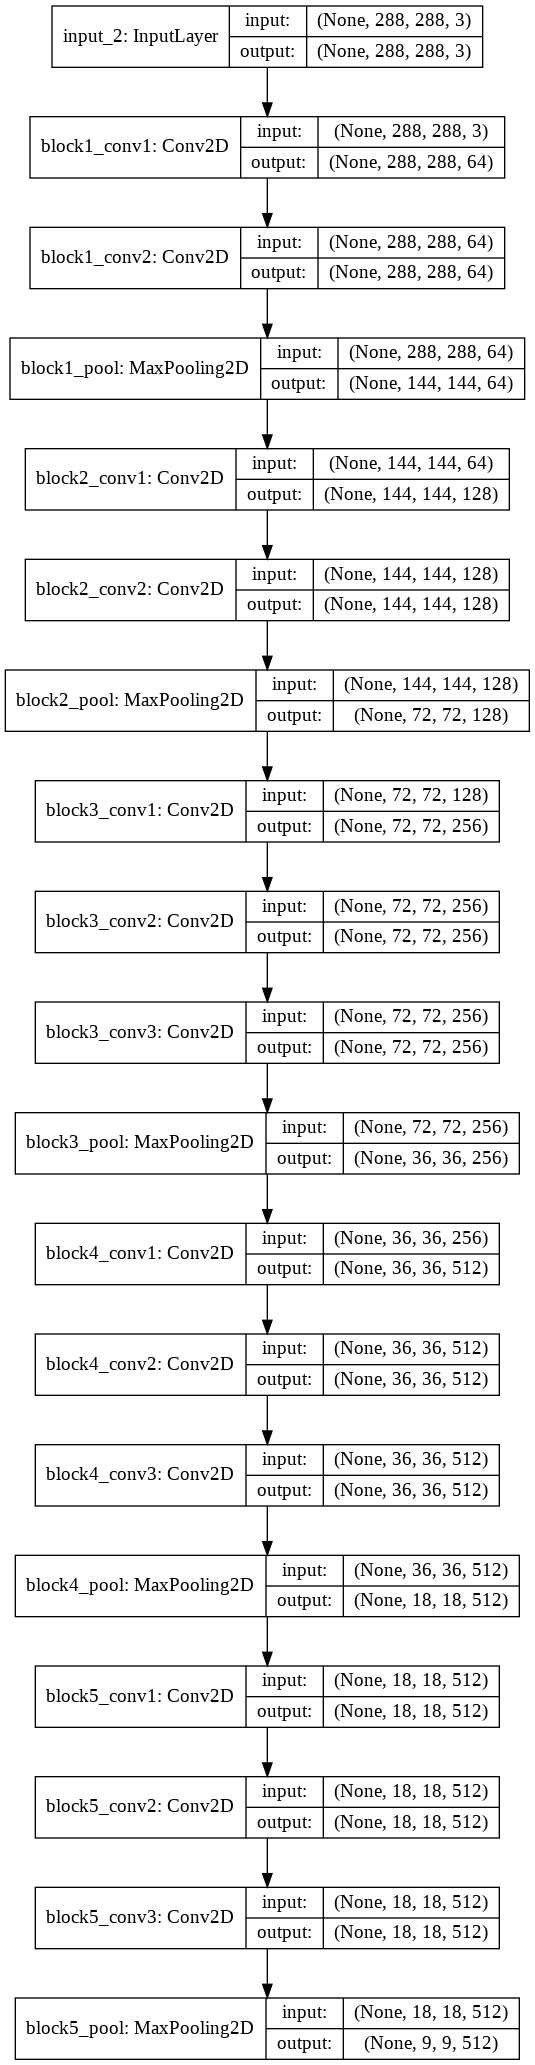 input_2: InputLayer
input: (None, 288, 288, 3)
output: (None, 288, 288, 3)
block1_conv1: Conv2D
input: (None, 288, 288, 3)
output: (None, 288, 288, 64)
block1_conv2: Conv2D
input: (None, 288, 288, 64)
output: (None, 288, 288, 64)
block1_pool: MaxPooling2D
input: (None, 288, 288, 64)
output: (None, 144, 144, 64)
block2_conv1: Conv2D
input: (None, 144, 144, 64)
output: (None, 144, 144, 128)
block2_conv2: Conv2D
input: (None, 144, 144, 128)
output: (None, 144, 144, 128)
block2_pool: MaxPooling2D
input: (None, 144, 144, 128)
output: (None, 72, 72, 128)
block3_conv1: Conv2D
input: (None, 72, 72, 128)
output: (None, 72, 72, 256)
block3_conv2: Conv2D
input: (None, 72, 72, 256)
output: (None, 72, 72, 256)
block3_conv3: Conv2D
input: (None, 72, 72, 256)
output: (None, 72, 72, 256)
block3_pool: MaxPooling2D
input: (None, 72, 72, 256)
output: (None, 36, 36, 256)
block4_conv1: Conv2D
input: (None, 36, 36, 256)
output: (None, 36, 36, 512)
block4_conv2: Conv2D
input: (None, 36, 36, 512)
output: (None, 36, 36, 512)
block4_conv3: Conv2D
input: (None, 36, 36, 512)
output: (None, 36, 36, 512)
block4_pool: MaxPooling2D
input: (None, 36, 36, 512)
output: (None, 18, 18, 512)
block5_conv1: Conv2D
input: (None, 18, 18, 512)
output: (None, 18, 18, 512)
block5_conv2: Conv2D
input: (None, 18, 18, 512)
output: (None, 18, 18, 512)
block5_conv3: Conv2D
input: (None, 18, 18, 512)
output: (None, 18, 18, 512)
block5_pool: MaxPooling2D
input: (None, 18, 18, 512)
output: (None, 9, 9, 512)